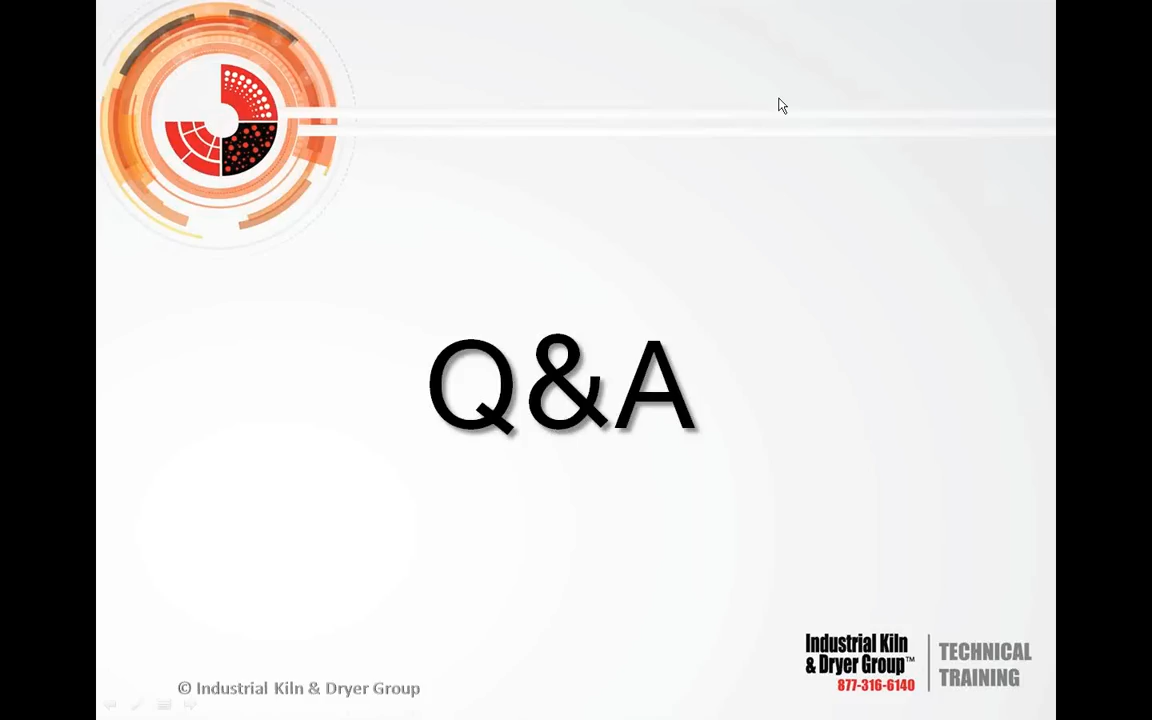 Q&A
Industrial Kiln
& Dryer Group™
877-316-6140
TECHNICAL
TRAINING
© Industrial Kiln & Dryer Group